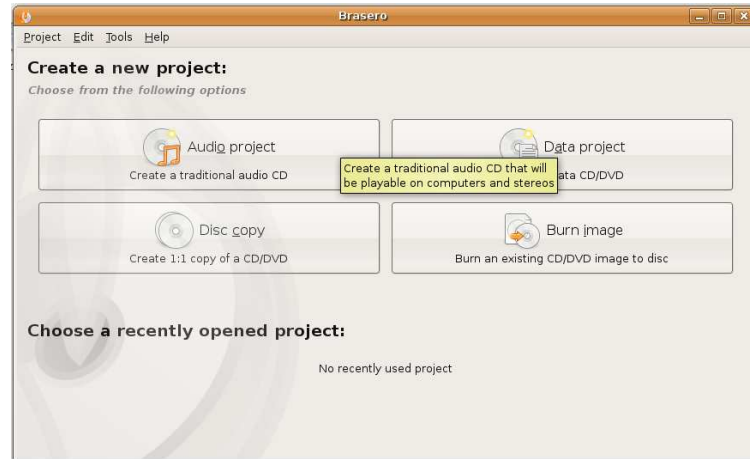 Brasero
Project Edit Tools Help
Create a new project:
Choose from the following options
Audio project
Create a traditional audio CD
Data project
ata CD/DVD
Create a traditional audio CD that will
be playable on computers and stereos
Disc copy
Create 1:1 copy of a CD/DVD
Burn image
Burn an existing CD/DVD image to disc
Choose a recently opened project:
No recently used project